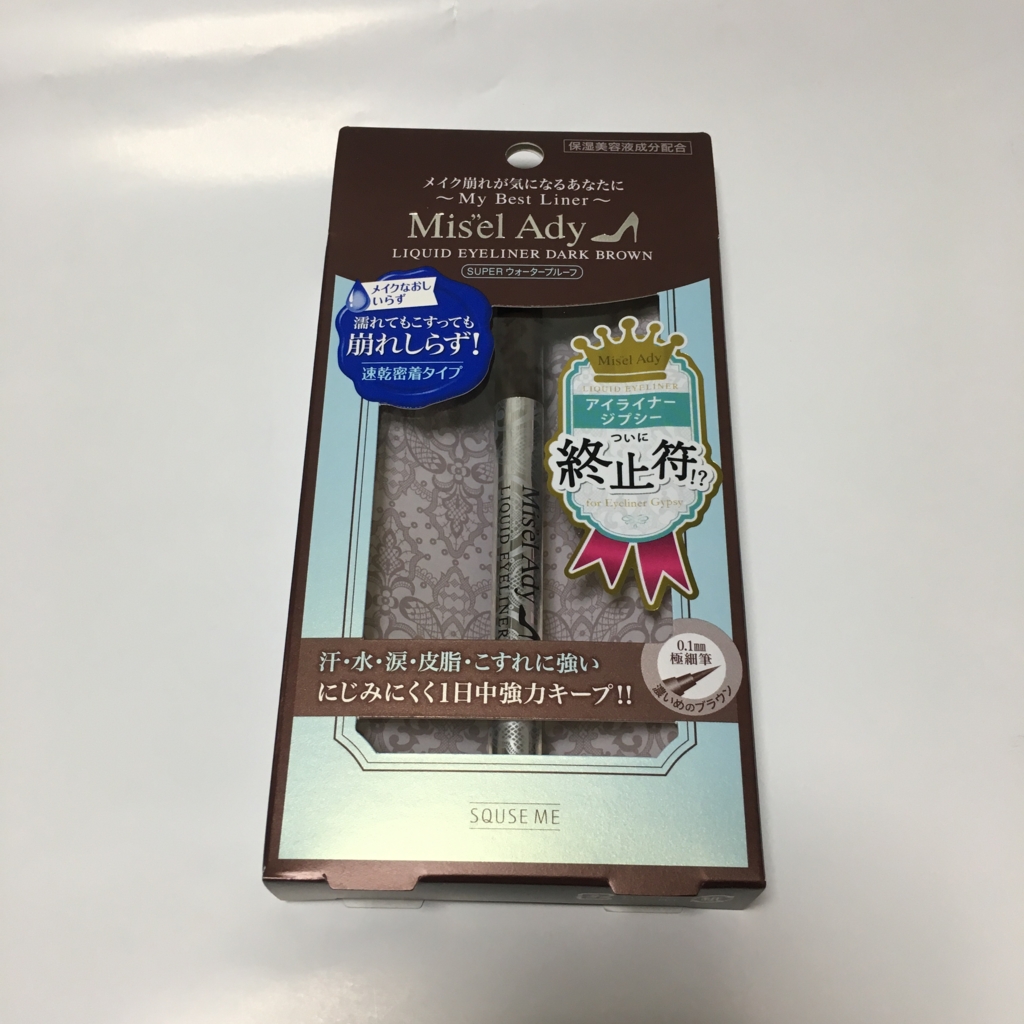 保湿美容液成分配合
メイク崩れが気になるあなたに
～My Best Liner～
Mis"el Ady
LIQUID EYELINER DARK BROWN
SUPER ウォータープルーフ
メイクなおし
いらず
濡れてもこすっても
崩れしらず!
速乾密着タイプ
Mis'el Ady
LIQUID EYELINER
アイライナー
ジプシー
ついに
終止符!?
for Eyeliner Gypsy
Misel Ady
LIQUID EYELINER
汗・水・涙・皮脂・こすれに強い
にじみにくく1日中強力キープ!!
0.1mm
極細筆
濃いめのブラウン
SQUSE ME